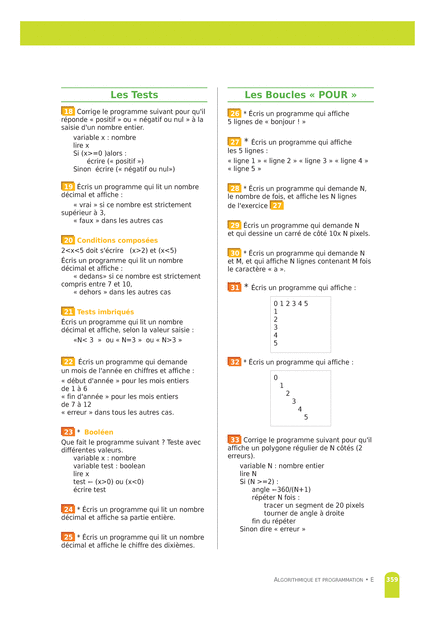 Les Tests
18 Corrige le programme suivant pour qu'il
réponde « positif » ou « négatif ou nul » à la
saisie d'un nombre entier.
variable x : nombre
lire x
Si (x>=0 )alors :
écrire (« positif »)
Sinon écrire (« négatif ou nul»)
19 Écris un programme qui lit un nombre
décimal et affiche :
« vrai » si ce nombre est strictement
supérieur à 3,
« faux » dans les autres cas
20 Conditions composées
2<x<5 doit s'écrire (x>2) et (x<5)
Écris un programme qui lit un nombre
décimal et affiche :
« dedans» si ce nombre est strictement
compris entre 7 et 10,
« dehors » dans les autres cas
21 Tests imbriqués
Écris un programme qui lit un nombre
décimal et affiche, selon la valeur saisie :
«N< 3 » ou « N=3 » ou « N>3 »
22 Écris un programme qui demande
un mois de l'année en chiffres et affiche :
« début d'année » pour les mois entiers
de 1 à 6
« fin d'année » pour les mois entiers
de 7 à 12
« erreur » dans tous les autres cas.
23 * Booléen
Que fait le programme suivant ? Teste avec
différentes valeurs.
variable x : nombre
variable test : boolean
lire x
test ← (x>0) ou (x<0)
écrire test
24 * Écris un programme qui lit un nombre
décimal et affiche sa partie entière.
25 * Écris un programme qui lit un nombre
décimal et affiche le chiffre des dixièmes.
Les Boucles « POUR »
26 * Écris un programme qui affiche
5 lignes de « bonjour ! »
27 * Écris un programme qui affiche
les 5 lignes :
« ligne 1 » « ligne 2 » « ligne 3 » « ligne 4 »
« ligne 5 »
28 * Écris un programme qui demande N,
le nombre de fois, et affiche les N lignes
de l'exercice 27
29 Écris un programme qui demande N
et qui dessine un carré de côté 10x N pixels.
30 * Écris un programme qui demande N
et M, et qui affiche N lignes contenant M fois
le caractère « a ».
31 * Écris un programme qui affiche :
0 1 2 3 4 5
1
2
3
4
5
32 * Écris un programme qui affiche :
0
1
2
3
4
5
33 Corrige le programme suivant pour qu'il
affiche un polygone régulier de N côtés (2
erreurs).
variable N : nombre entier
lire N
Si (N >=2) :
angle ←360/(N+1)
répéter N fois :
tracer un segment de 20 pixels
tourner de angle à droite
fin du répéter
Sinon dire « erreur »
ALGORITHMIQUE ET PROGRAMMATION • E
359